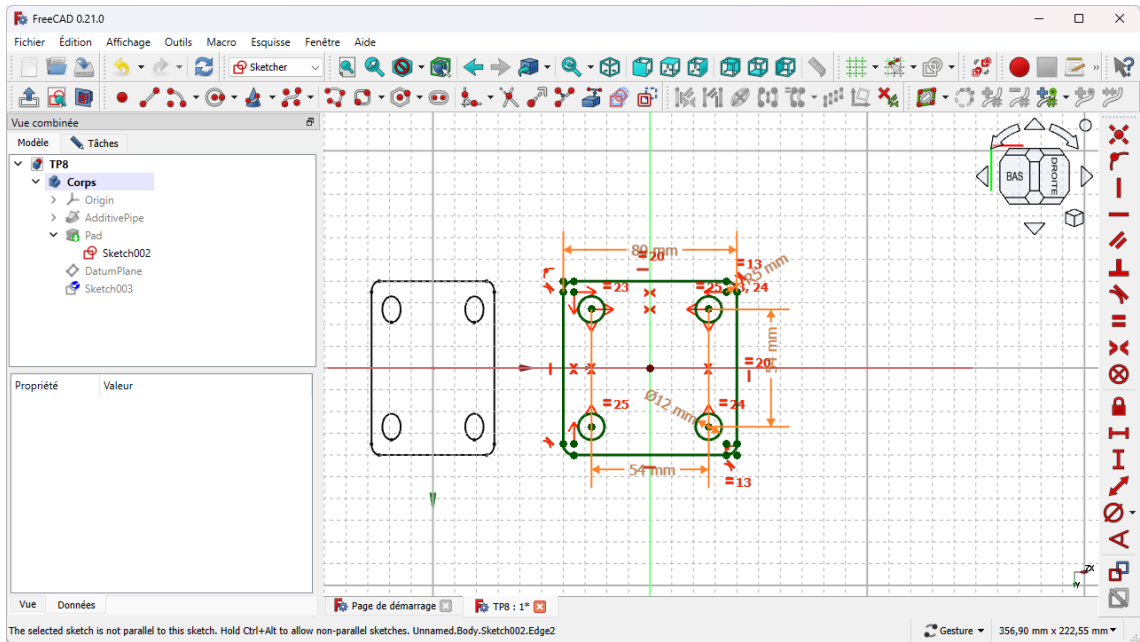 FreeCAD 0.21.0
Fichier Édition Affichage Outils Macro Esquisse Fenêtre Aide
Sketcher
Vue combinée
Modèle Tâches
TP8
Corps
Origin
AdditivePipe
Pad
Sketch002
DatumPlane
Sketch003
Propriété Valeur
BAS DROITE
80 mm
20
13
R5 mm
23
25
3, 24
20
Ø12 mm
25
24
54 mm
13
ZX
Y
Vue Données
Page de démarrage TP8 : 1*
The selected sketch is not parallel to this sketch. Hold Ctrl+Alt to allow non-parallel sketches. Unnamed.Body.Sketch002.Edge2
Gesture 356,90 mm x 222,55 mm